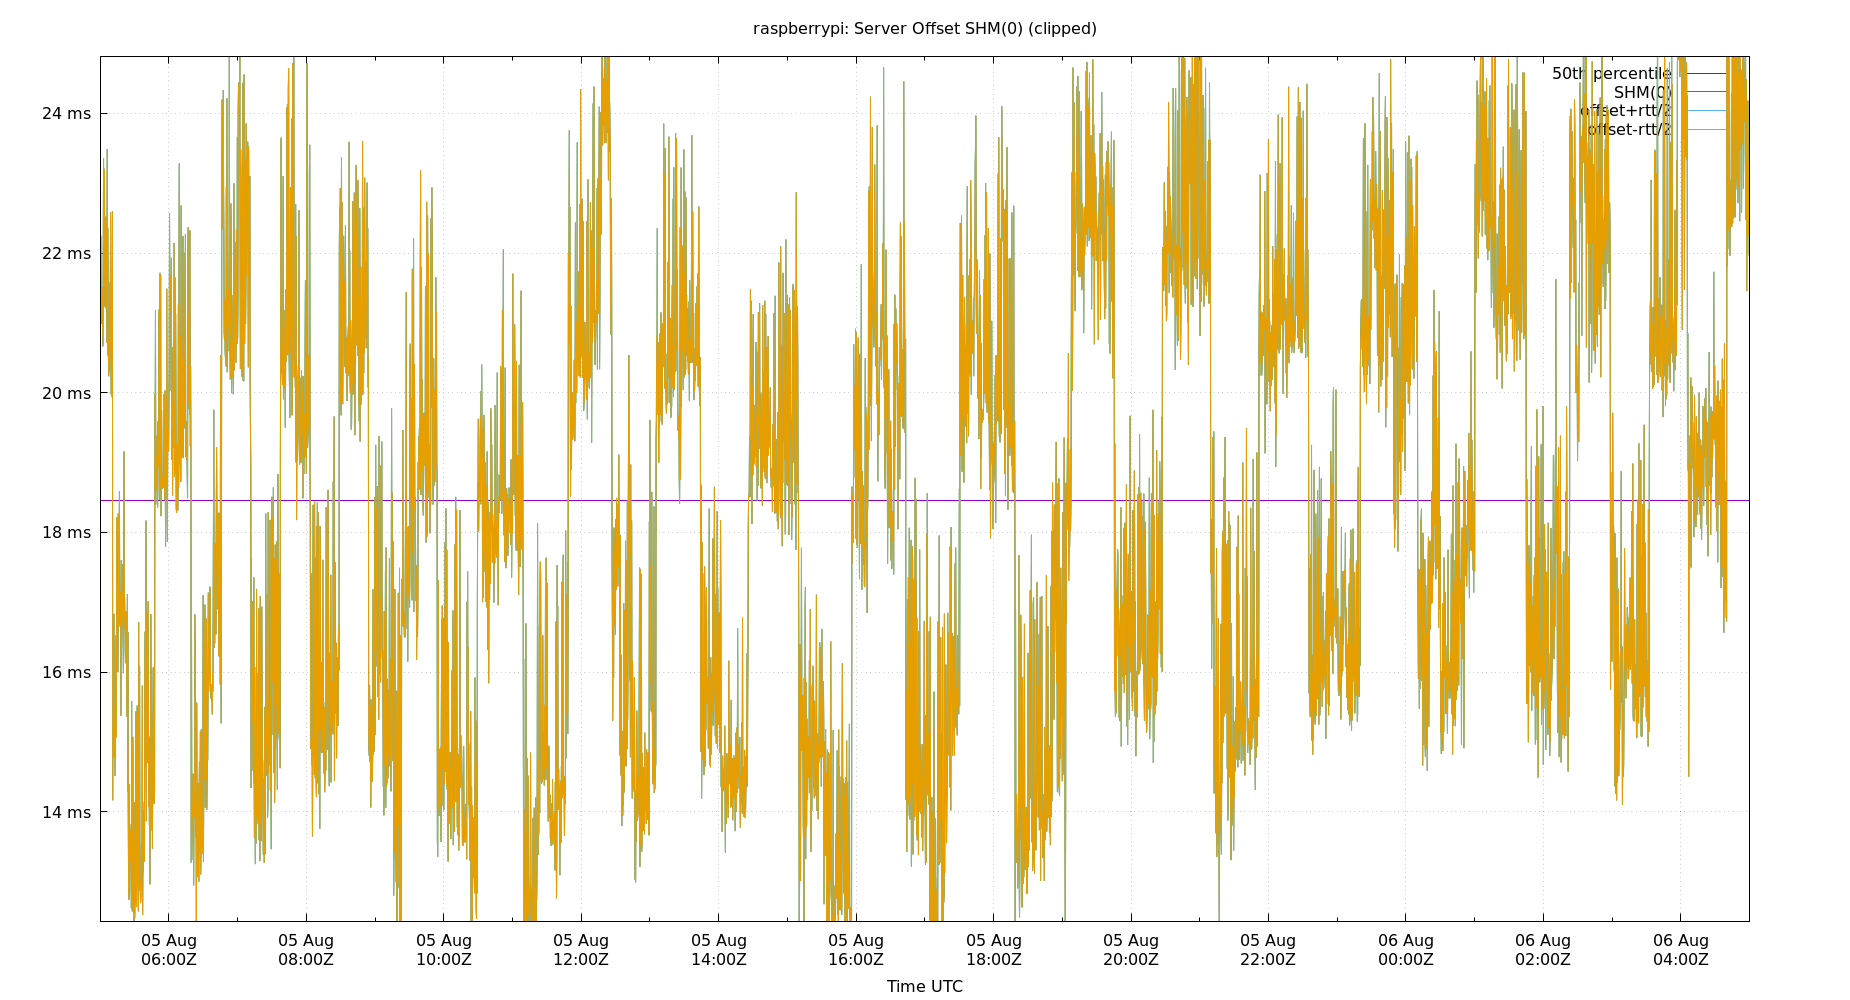 raspberrypi: Server Offset SHM(0) (clipped)
50th percentile
SHM(0)
offset+rtt/2
offset-rtt/2
24 ms
22 ms
20 ms
18 ms
16 ms
14 ms
05 Aug 05 Aug 05 Aug 05 Aug 05 Aug 05 Aug 05 Aug 05 Aug 05 Aug 06 Aug 06 Aug 06 Aug
06:00Z 08:00Z 10:00Z 12:00Z 14:00Z 16:00Z 18:00Z 20:00Z 22:00Z 00:00Z 02:00Z 04:00Z
Time UTC